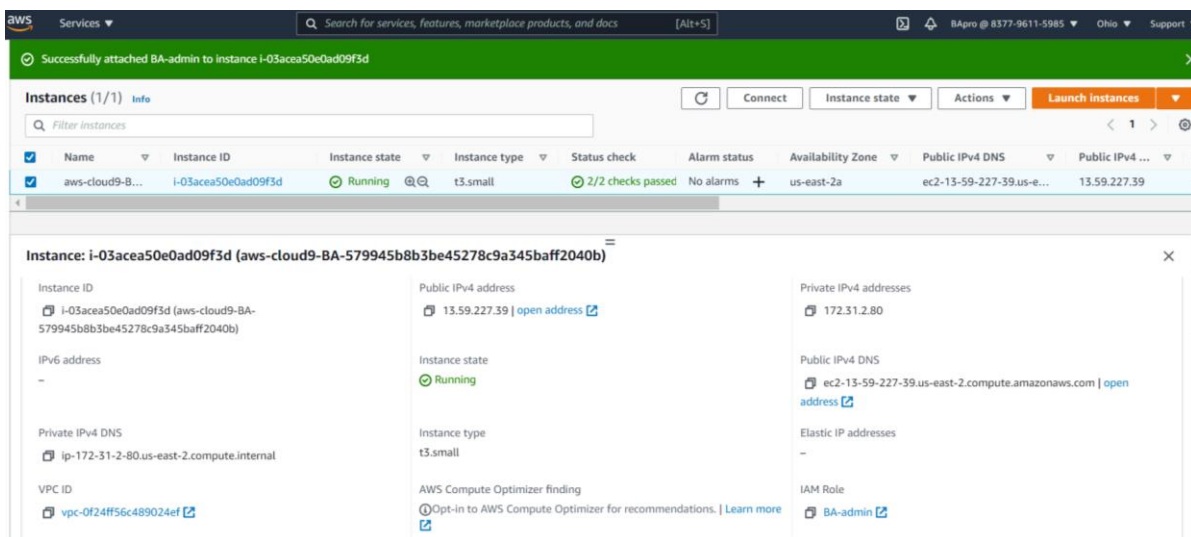 aws Services ▼ Search for services, features, marketplace products, and docs [Alt+S] BApro @ 8377-9611-5985 ▼ Ohio ▼ Support
Successfully attached BA-admin to instance i-03acea50e0ad09f3d
Instances (1/1) Info Connect Instance state ▼ Actions ▼ Launch instances ▼
Filter instances < 1 >
Name Instance ID Instance state Instance type Status check Alarm status Availability Zone Public IPv4 DNS Public IPv4 ...
aws-cloud9-B... i-03acea50e0ad09f3d Running t3.small 2/2 checks passed No alarms + us-east-2a ec2-13-59-227-39.us-e... 13.59.227.39
Instance: i-03acea50e0ad09f3d (aws-cloud9-BA-579945b8b3be45278c9a345baff2040b)
Instance ID Public IPv4 address Private IPv4 addresses
i-03acea50e0ad09f3d (aws-cloud9-BA- 13.59.227.39 | open address 172.31.2.80
579945b8b3be45278c9a345baff2040b)
IPv6 address Instance state Public IPv4 DNS
– Running ec2-13-59-227-39.us-east-2.compute.amazonaws.com | open
address
Private IPv4 DNS Instance type Elastic IP addresses
ip-172-31-2-80.us-east-2.compute.internal t3.small –
VPC ID AWS Compute Optimizer finding IAM Role
vpc-0f24ff56c489024ef Opt-in to AWS Compute Optimizer for recommendations. | Learn more BA-admin